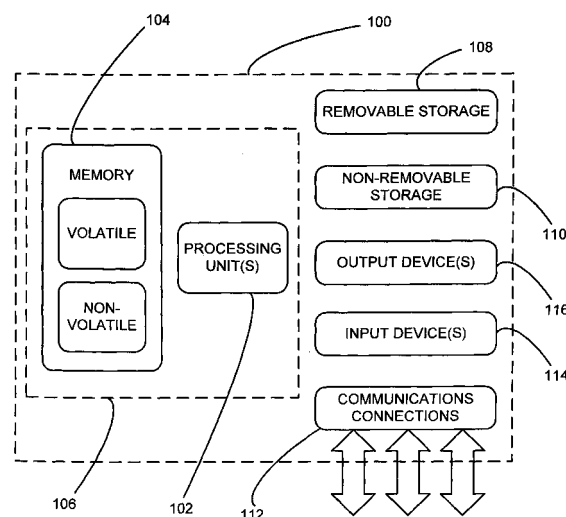 104
100
108
REMOVABLE STORAGE
MEMORY
VOLATILE
NON-
VOLATILE
PROCESSING
UNIT(S)
NON-REMOVABLE
STORAGE
110
OUTPUT DEVICE(S)
116
INPUT DEVICE(S)
114
COMMUNICATIONS
CONNECTIONS
106
102
112